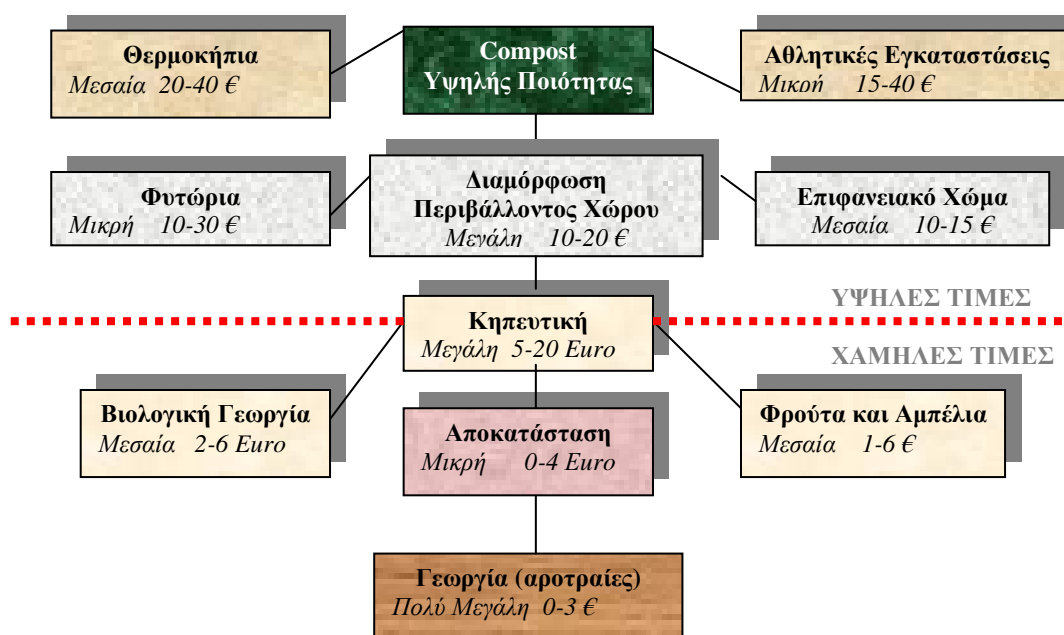 Θερμοκήπια
Μεσαία 20-40 €
Compost
Υψηλής Ποιότητας
Αθλητικές Εγκαταστάσεις
Μικρή 15-40 €
Φυτώρια
Μικρή 10-30 €
Διαμόρφωση
Περιβάλλοντος Χώρου
Μεγάλη 10-20 €
Επιφανειακό Χώμα
Μεσαία 10-15 €
ΥΨΗΛΕΣ ΤΙΜΕΣ
Κηπευτική
Μεγάλη 5-20 Euro
ΧΑΜΗΛΕΣ ΤΙΜΕΣ
Βιολογική Γεωργία
Μεσαία 2-6 Euro
Αποκατάσταση
Μικρή 0-4 Euro
Φρούτα και Αμπέλια
Μεσαία 1-6 €
Γεωργία (αροτραίες)
Πολύ Μεγάλη 0-3 €